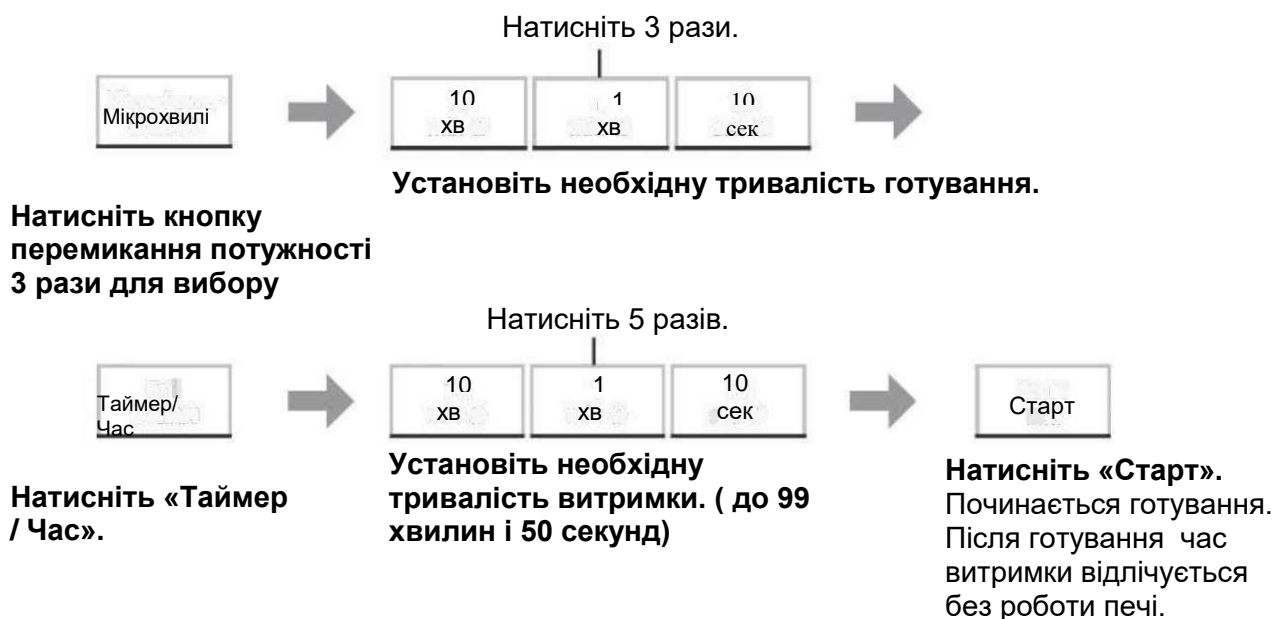 Натисніть 3 рази.
Мікрохвилі
10 хв
1 хв
10 сек
Установіть необхідну тривалість готування.
Натисніть кнопку
перемикання потужності
3 рази для вибору
Натисніть 5 разів.
Таймер/
Час
10 хв
1 хв
10 сек
Старт
Натисніть «Таймер
/ Час».
Установіть необхідну
тривалість витримки. ( до 99
хвилин і 50 секунд)
Натисніть «Старт».
Починається готування.
Після готування час
витримки відлічується
без роботи печі.